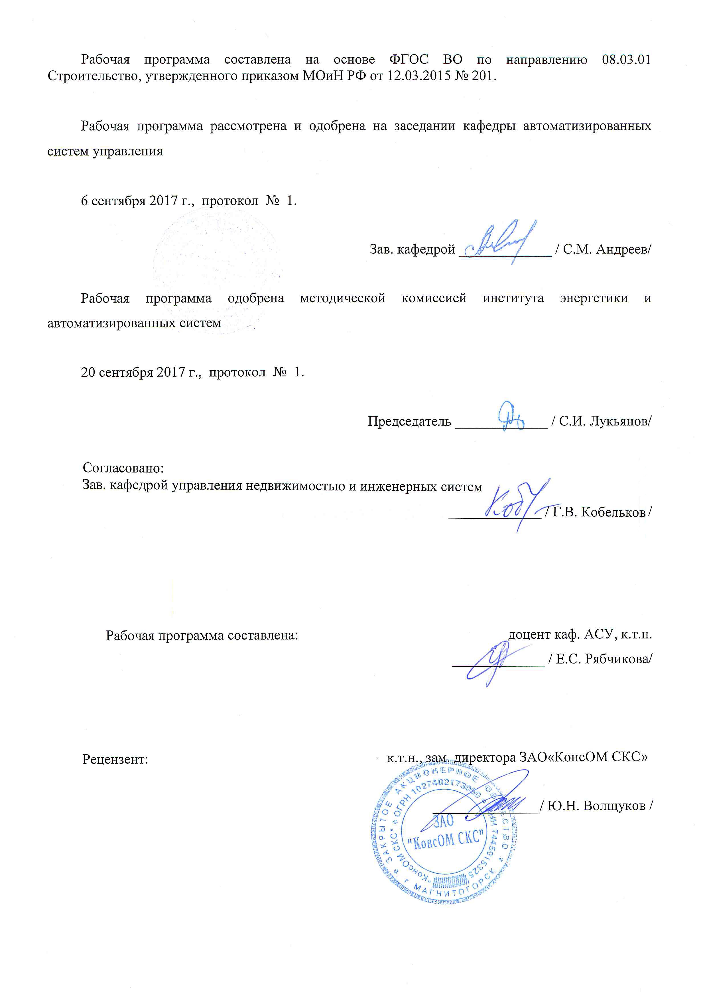 Рабочая программа составлена на основе ФГОС ВО по направлению 08.03.01
Строительство, утвержденного приказом МОиН РФ от 12.03.2015 № 201.
Рабочая программа рассмотрена и одобрена на заседании кафедры автоматизированных
систем управления
6 сентября 2017 г., протокол № 1.
Зав. кафедрой _____________ / С.М. Андреев/
Рабочая программа одобрена методической комиссией института энергетики и
автоматизированных систем
20 сентября 2017 г., протокол № 1.
Председатель _____________ / С.И. Лукьянов/
Согласовано:
Зав. кафедрой управления недвижимостью и инженерных систем
_____________ / Г.В. Кобельков /
Рабочая программа составлена: доцент каф. АСУ, к.т.н.
_____________ / Е.С. Рябчикова/
Рецензент: к.т.н., зам. директора ЗАО«КонсОМ СКС»
_______________/ Ю.Н. Волщуков /
* ЗАКРЫТОЕ АКЦИОНЕРНОЕ ОБЩЕСТВО *
г МАГНИТОГОРСК
"КонсОМ СКС" * ОГРН 1027402173050 * ИНН 7445015325
ЗАО
"КонсОМ СКС"